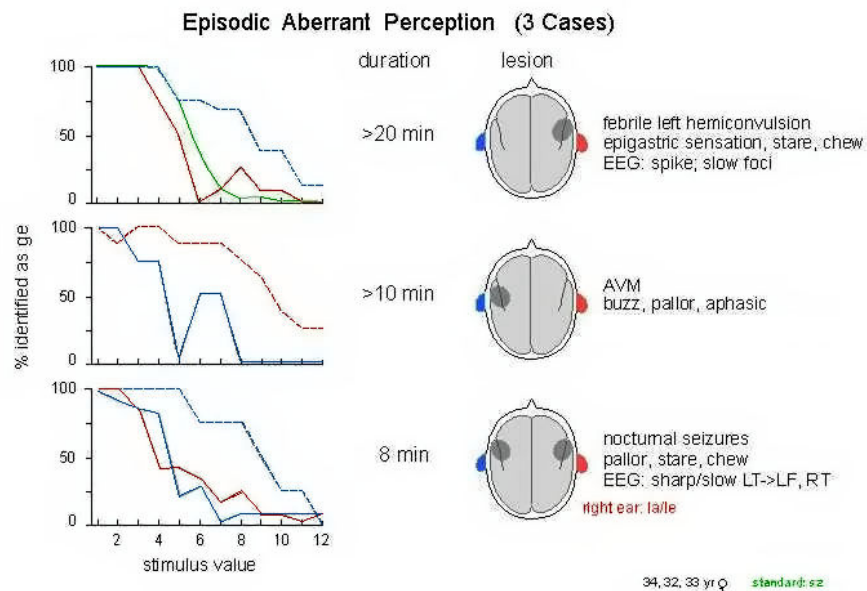 Episodic Aberrant Perception (3 Cases)
duration
lesion
% identified as ge
100
50
0
>20 min
febrile left hemiconvulsion
epigastric sensation, stare, chew
EEG: spike; slow foci
100
50
0
>10 min
AVM
buzz, pallor, aphasic
100
50
0
2 4 6 8 10 12
stimulus value
8 min
nocturnal seizures
pallor, stare, chew
EEG: sharp/slow LT->LF, RT
right ear: la/le
34, 32, 33 yr ♀
standard: sz